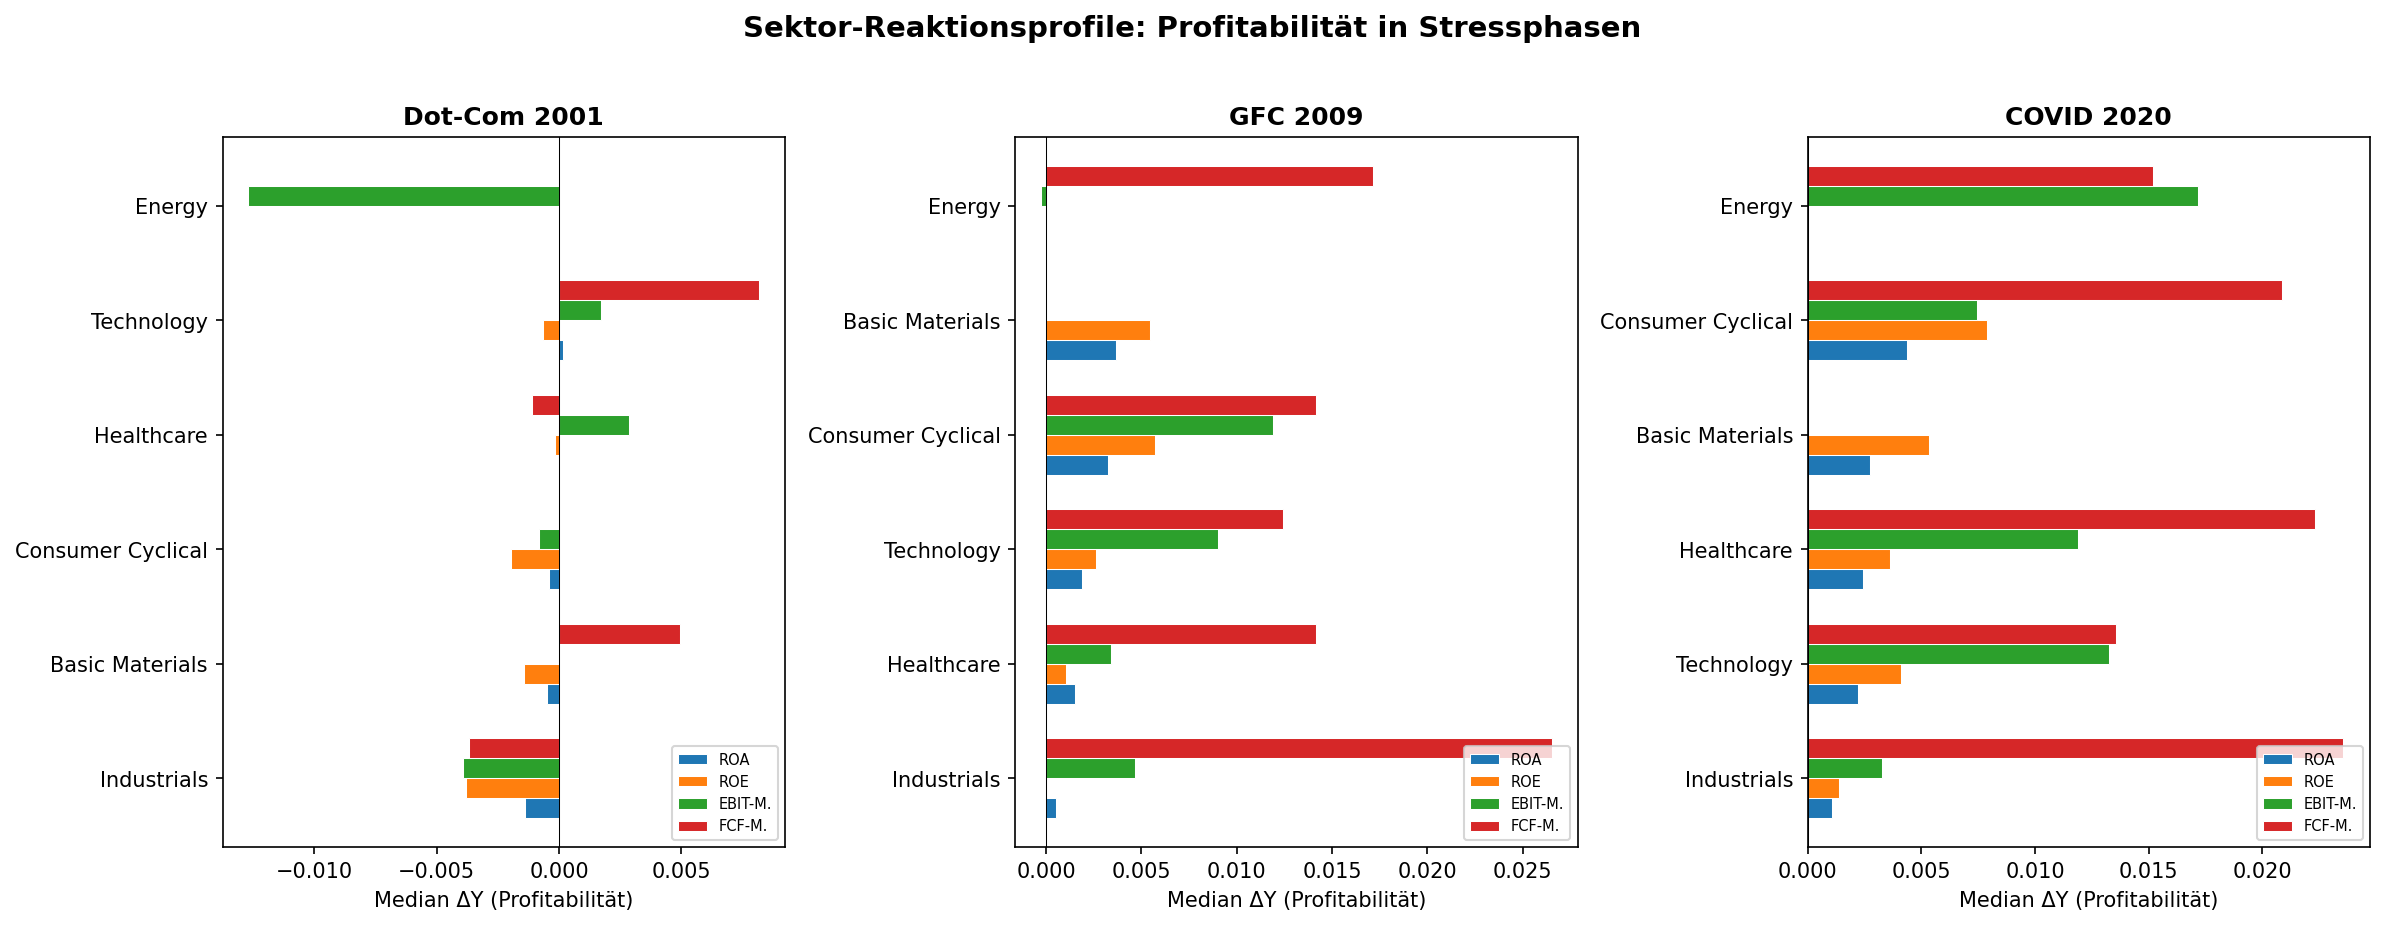 Sektor-Reaktionsprofile: Profitabilität in Stressphasen
Dot-Com 2001
Energy
Technology
Healthcare
Consumer Cyclical
Basic Materials
Industrials
ROA
ROE
EBIT-M.
FCF-M.
−0.010 −0.005 0.000 0.005
Median ΔY (Profitabilität)
GFC 2009
Energy
Basic Materials
Consumer Cyclical
Technology
Healthcare
Industrials
ROA
ROE
EBIT-M.
FCF-M.
0.000 0.005 0.010 0.015 0.020 0.025
Median ΔY (Profitabilität)
COVID 2020
Energy
Consumer Cyclical
Basic Materials
Healthcare
Technology
Industrials
ROA
ROE
EBIT-M.
FCF-M.
0.000 0.005 0.010 0.015 0.020
Median ΔY (Profitabilität)